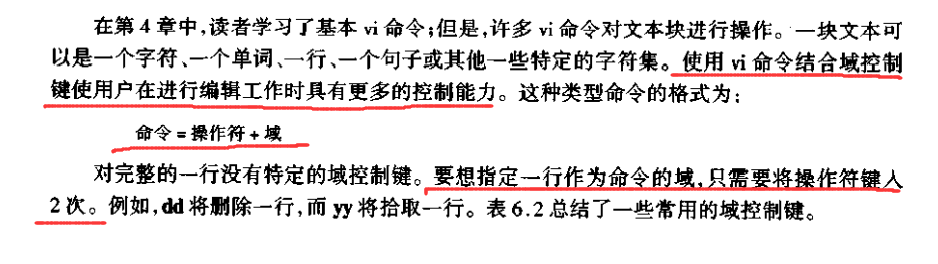 在第 4 章中,读者学习了基本 vi 命令;但是,许多 vi 命令对文本块进行操作。一块文本可
以是一个字符、一个单词、一行、一个句子或其他一些特定的字符集。使用 vi 命令结合域控制
键使用户在进行编辑工作时具有更多的控制能力。这种类型命令的格式为:
命令 = 操作符 + 域
对完整的一行没有特定的域控制键。要想指定一行作为命令的域,只需要将操作符键入
2 次。例如,dd 将删除一行,而 yy 将拾取一行。表 6.2 总结了一些常用的域控制键。